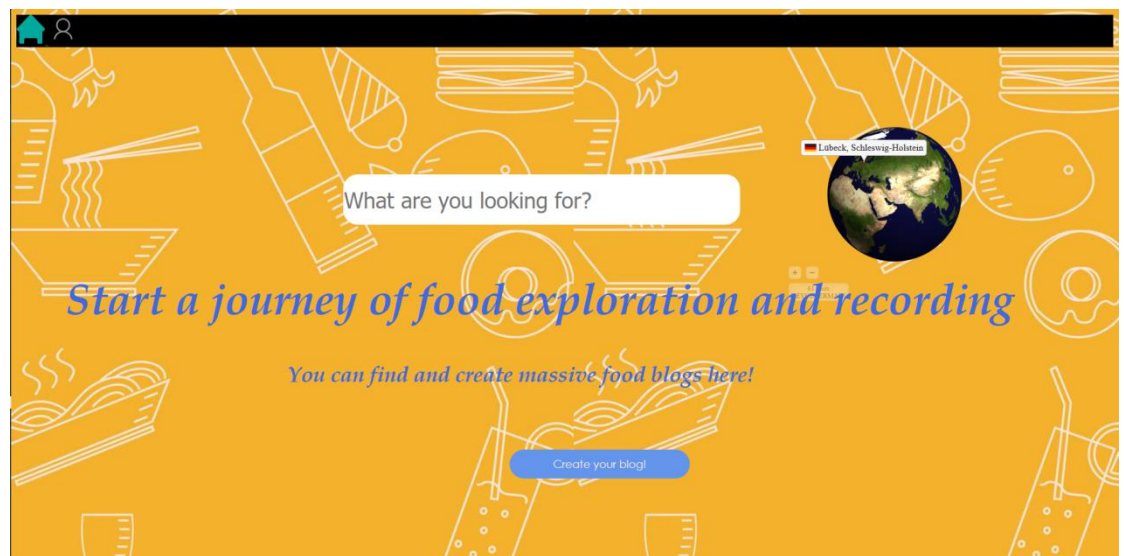 Lübeck, Schleswig-Holstein
What are you looking for?
Start a journey of food exploration and recording
You can find and create massive food blogs here!
Create your blog!